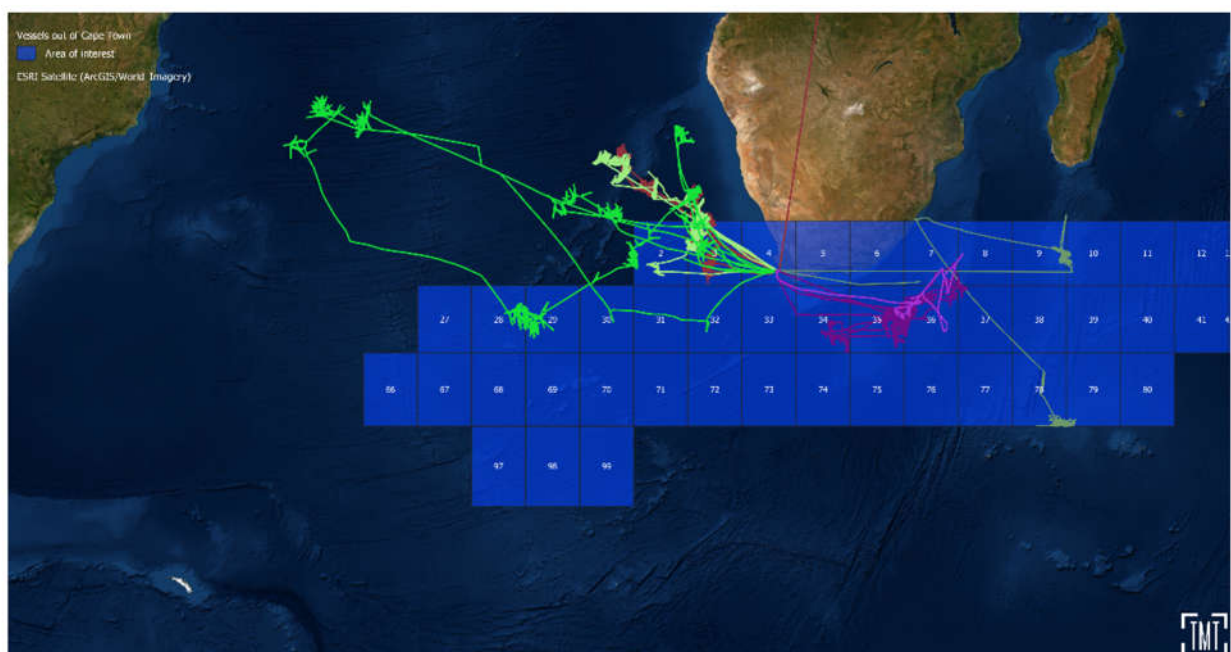 Vessels out of Cape Town
Area of interest
ESRI Satellite (ArcGIS/World Imagery)
2 4 5 6 7 8 9 10 11 12
27 28 29 30 31 32 33 34 35 36 37 38 39 40 41
66 67 68 69 70 71 72 73 74 75 76 77 78 79 80
97 98 99
TMT